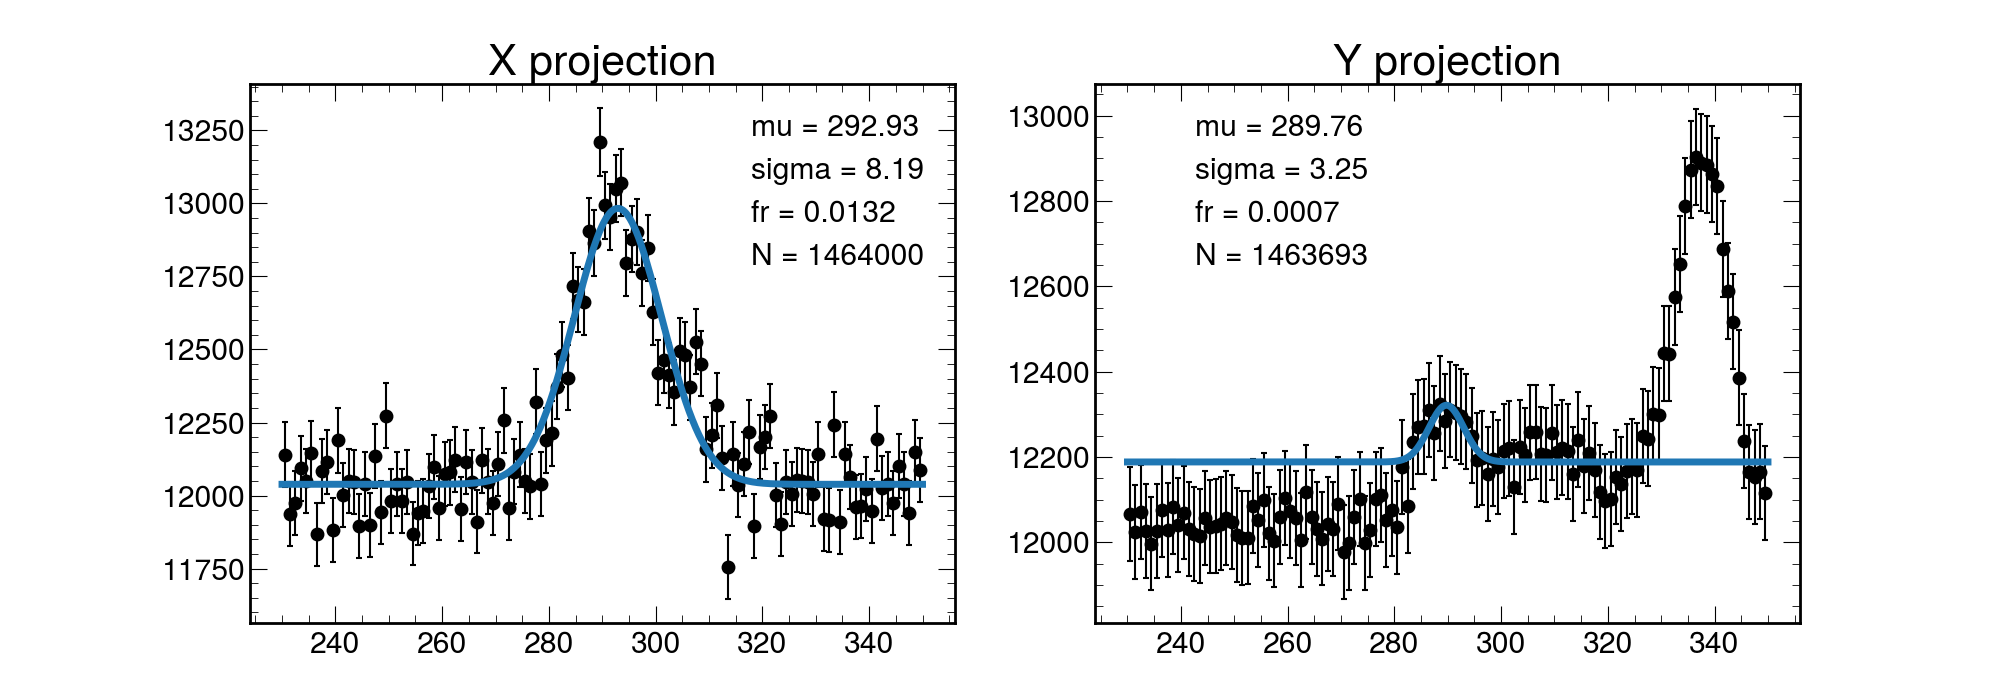 X projection
13250
13000
12750
12500
12250
12000
11750
240 260 280 300 320 340
mu = 292.93
sigma = 8.19
fr = 0.0132
N = 1464000
Y projection
13000
12800
12600
12400
12200
12000
240 260 280 300 320 340
mu = 289.76
sigma = 3.25
fr = 0.0007
N = 1463693